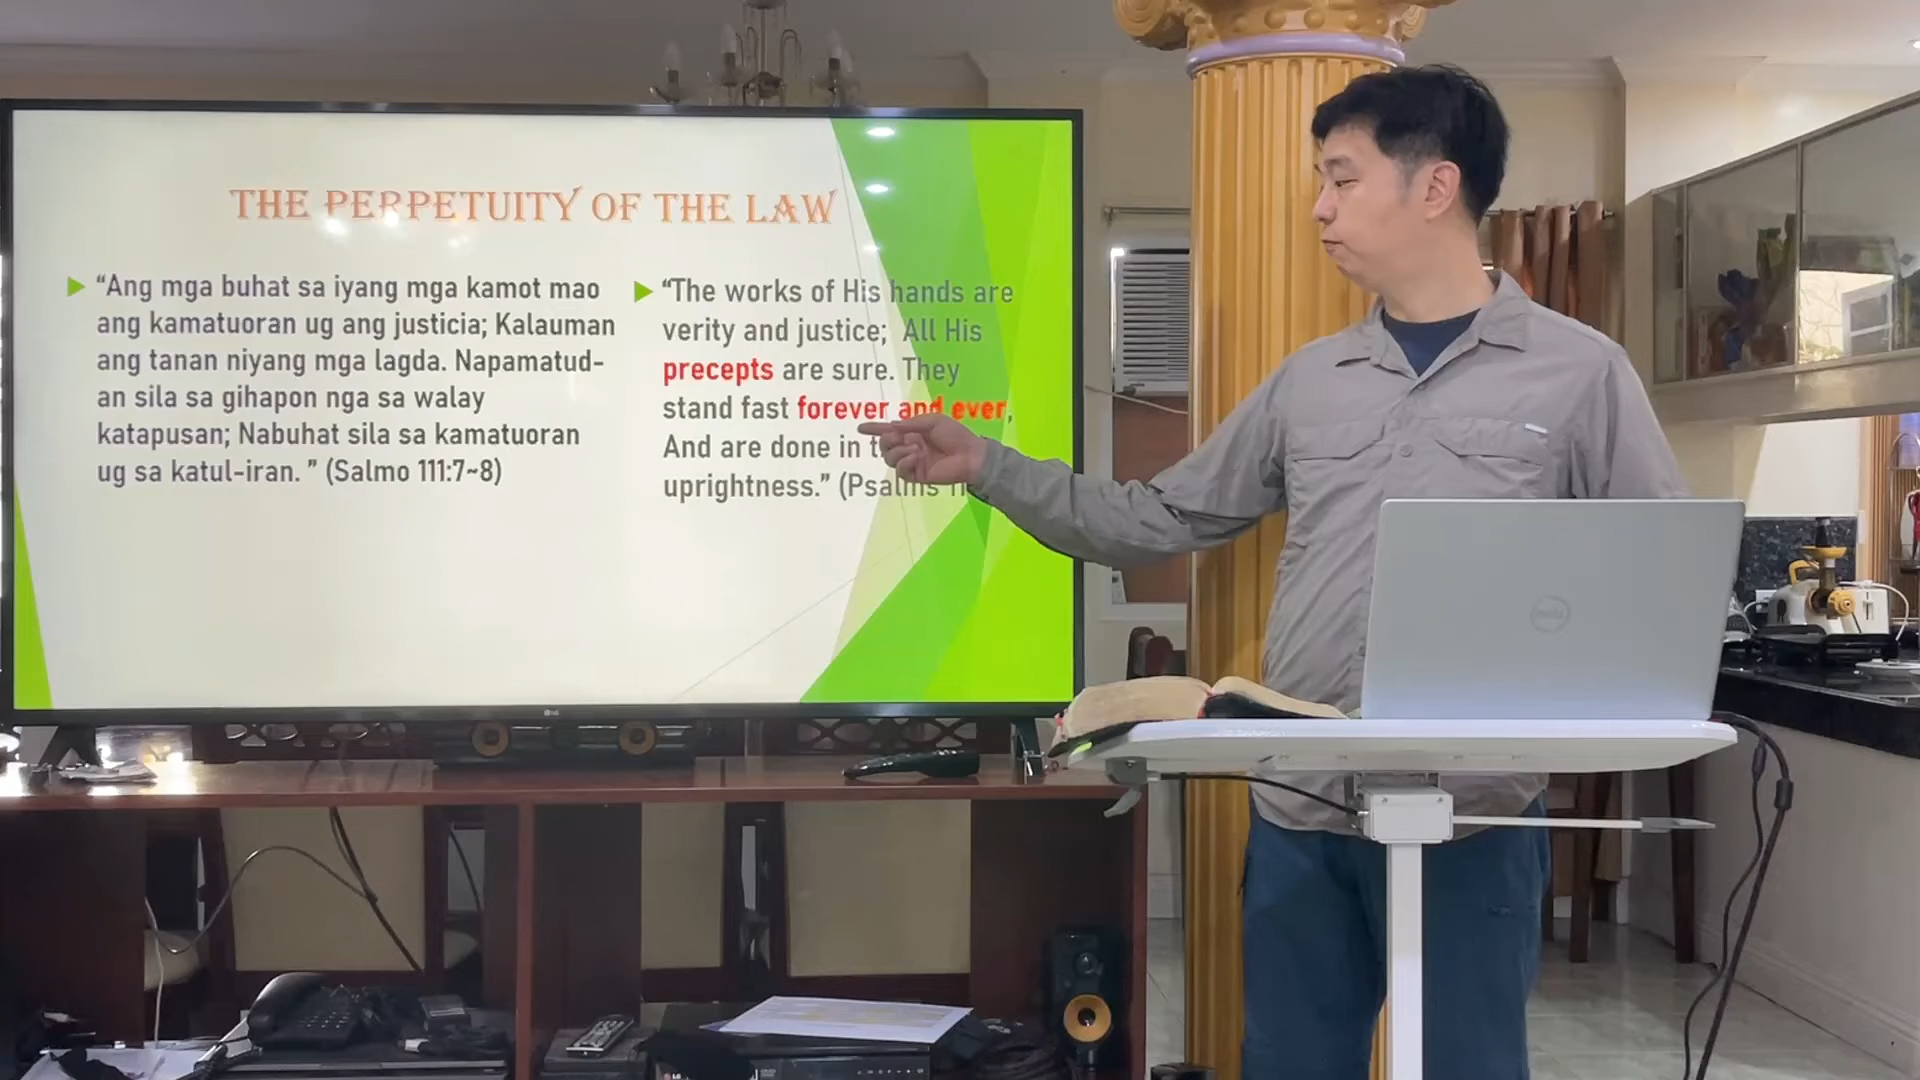 THE PERPETUITY OF THE LAW
“Ang mga buhat sa iyang mga kamot mao
ang kamatuoran ug ang justicia; Kalauman
ang tanan niyang mga lagda. Napamatud-
an sila sa gihapon nga sa walay
katapusan; Nabuhat sila sa kamatuoran
ug sa katul-iran. ” (Salmo 111:7~8)
“The works of His hands are
verity and justice; All His
precepts are sure. They
stand fast forever and ever,
And are done in
uprightness.” (Psalms
LG
DELL